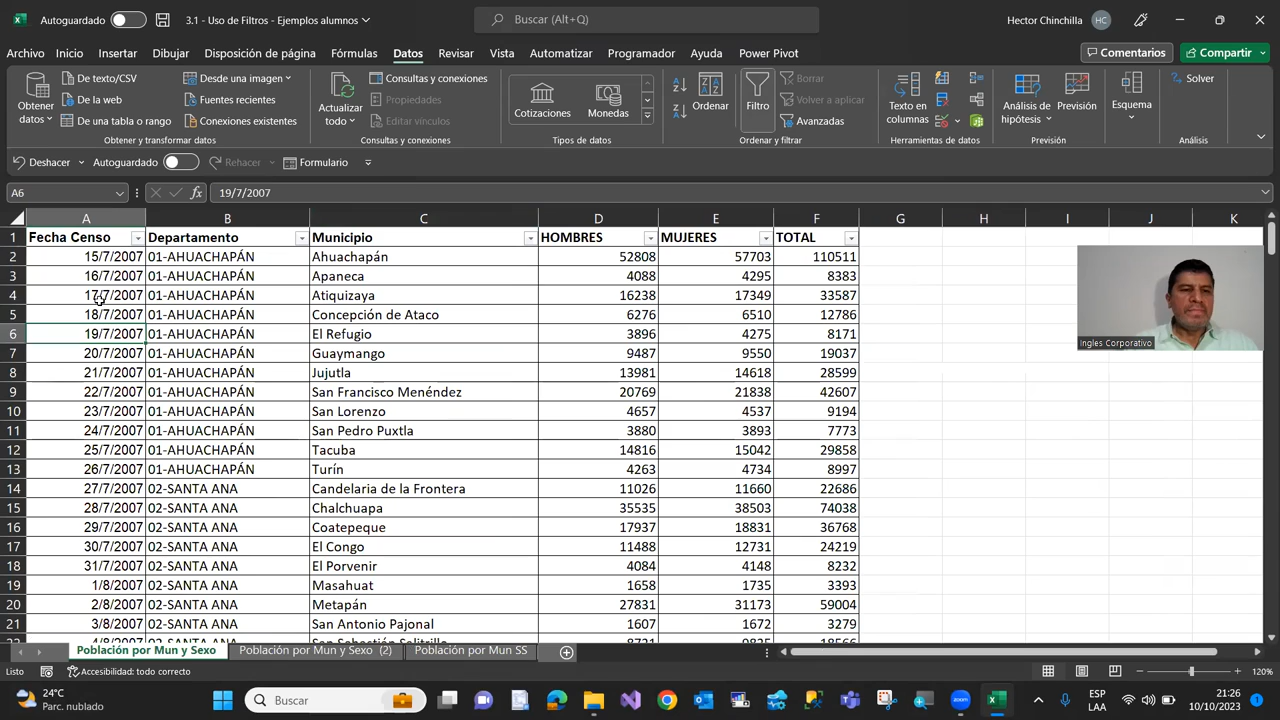 Autoguardado
3.1 - Uso de Filtros - Ejemplos alumnos
Buscar (Alt+Q)
Hector Chinchilla
HC
Archivo Inicio Insertar Dibujar Disposición de página Fórmulas Datos Revisar Vista Automatizar Programador Ayuda Power Pivot
Comentarios
Compartir
Obtener datos
De texto/CSV
De la web
De una tabla o rango
Desde una imagen
Fuentes recientes
Conexiones existentes
Obtener y transformar datos
Actualizar todo
Consultas y conexiones
Propiedades
Editar vínculos
Consultas y conexiones
Cotizaciones
Monedas
Tipos de datos
Ordenar
Filtro
Borrar
Volver a aplicar
Avanzadas
Ordenar y filtrar
Texto en columnas
Herramientas de datos
Análisis de hipótesis
Previsión
Previsión
Esquema
Solver
Análisis
Deshacer Autoguardado Rehacer Formulario
A6
fx
19/7/2007
A B C D E F G H I J K
1 Fecha Censo Departamento Municipio HOMBRES MUJERES TOTAL
2 15/7/2007 01-AHUACHAPÁN Ahuachapán 52808 57703 110511
3 16/7/2007 01-AHUACHAPÁN Apaneca 4088 4295 8383
4 17/7/2007 01-AHUACHAPÁN Atiquizaya 16238 17349 33587
5 18/7/2007 01-AHUACHAPÁN Concepción de Ataco 6276 6510 12786
6 19/7/2007 01-AHUACHAPÁN El Refugio 3896 4275 8171
7 20/7/2007 01-AHUACHAPÁN Guaymango 9487 9550 19037
8 21/7/2007 01-AHUACHAPÁN Jujutla 13981 14618 28599
9 22/7/2007 01-AHUACHAPÁN San Francisco Menéndez 20769 21838 42607
10 23/7/2007 01-AHUACHAPÁN San Lorenzo 4657 4537 9194
11 24/7/2007 01-AHUACHAPÁN San Pedro Puxtla 3880 3893 7773
12 25/7/2007 01-AHUACHAPÁN Tacuba 14816 15042 29858
13 26/7/2007 01-AHUACHAPÁN Turín 4263 4734 8997
14 27/7/2007 02-SANTA ANA Candelaria de la Frontera 11026 11660 22686
15 28/7/2007 02-SANTA ANA Chalchuapa 35535 38503 74038
16 29/7/2007 02-SANTA ANA Coatepeque 17937 18831 36768
17 30/7/2007 02-SANTA ANA El Congo 11488 12731 24219
18 31/7/2007 02-SANTA ANA El Porvenir 4084 4148 8232
19 1/8/2007 02-SANTA ANA Masahuat 1658 1735 3393
20 2/8/2007 02-SANTA ANA Metapán 27831 31173 59004
21 3/8/2007 02-SANTA ANA San Antonio Pajonal 1607 1672 3279
Ingles Corporativo
Población por Mun y Sexo Población por Mun y Sexo (2) Población por Mun SS
Listo Accesibilidad: todo correcto
120%
24°C
Parc. nublado
Buscar
ESP
LAA
21:26
10/10/2023